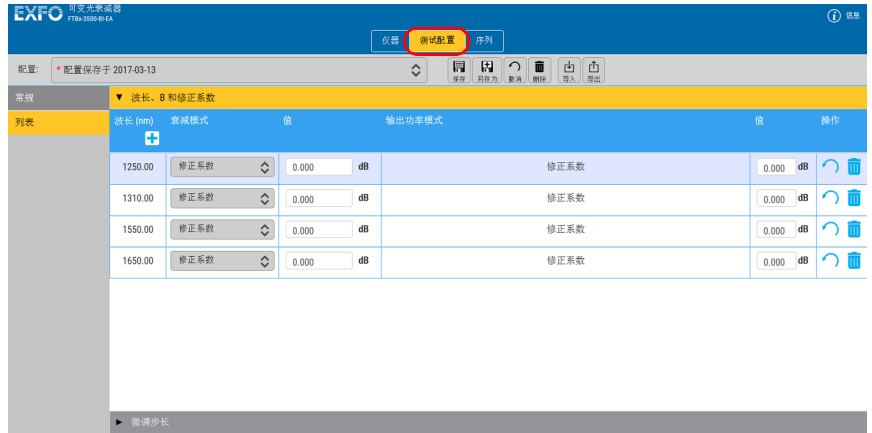 EXFO 可变光衰减器
FTBx-3500-BI-EA
信息
仪器 测试配置 序列
配置: * 配置保存于 2017-03-13
保存 另存为 取消 删除 导入 导出
常规
列表
▼ 波长、B 和修正系数
波长 (nm) 衰减模式 值 输出功率模式 值 操作
1250.00 修正系数 0.000 dB 修正系数 0.000 dB
1310.00 修正系数 0.000 dB 修正系数 0.000 dB
1550.00 修正系数 0.000 dB 修正系数 0.000 dB
1650.00 修正系数 0.000 dB 修正系数 0.000 dB
► 微调步长